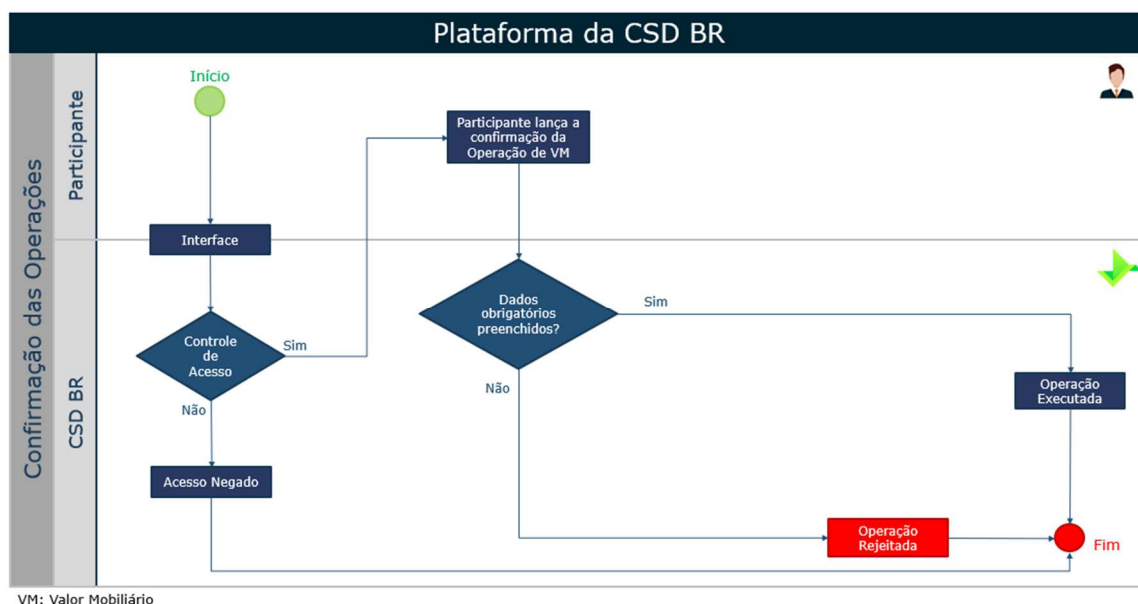 Plataforma da CSD BR
Confirmação das Operações
Participante
Início
Participante lança a
confirmação da
Operação de VM
Interface
CSD BR
Controle
de
Acesso
Sim
Não
Acesso Negado
Dados
obrigatórios
preenchidos?
Sim
Não
Operação
Executada
Operação
Rejeitada
Fim
VM: Valor Mobiliário